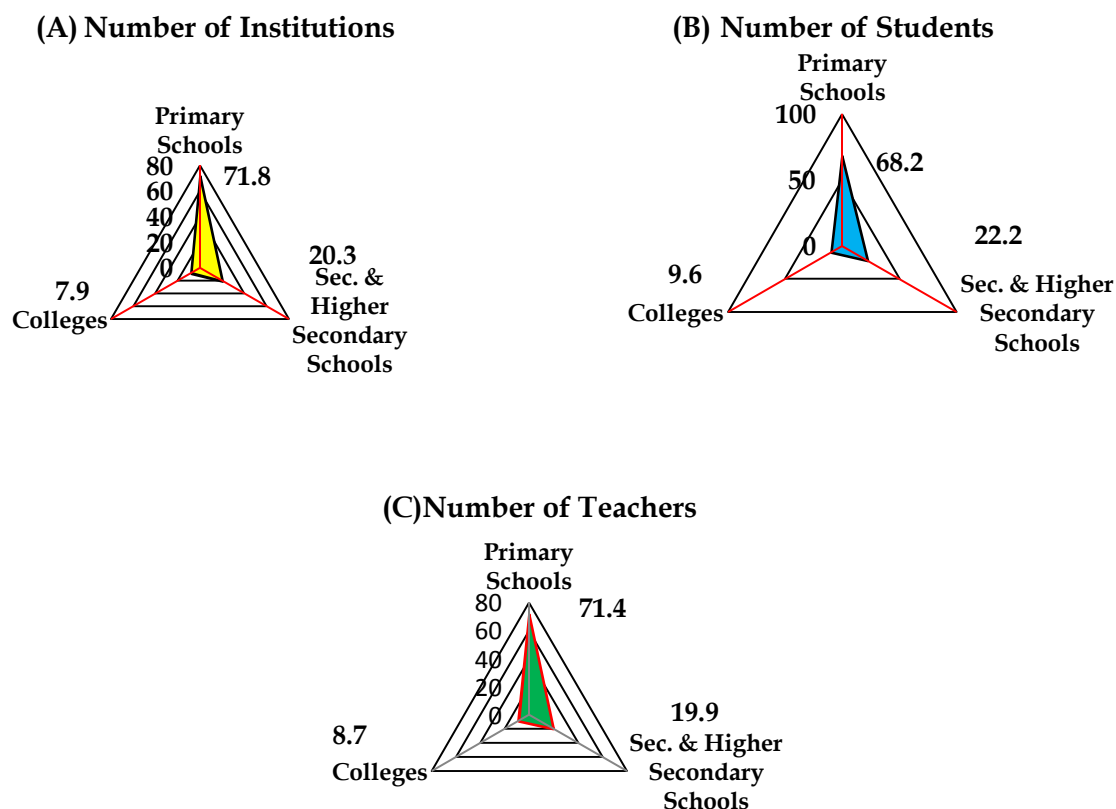 (A) Number of Institutions
Primary
Schools
80
71.8
60
40
20
0
20.3
Sec. &
Higher
Secondary
Schools
7.9
Colleges
(B) Number of Students
Primary
Schools
100
68.2
50
0
22.2
Sec. & Higher
Secondary
Schools
9.6
Colleges
(C)Number of Teachers
Primary
Schools
80
71.4
60
40
20
0
19.9
Sec. & Higher
Secondary
Schools
8.7
Colleges